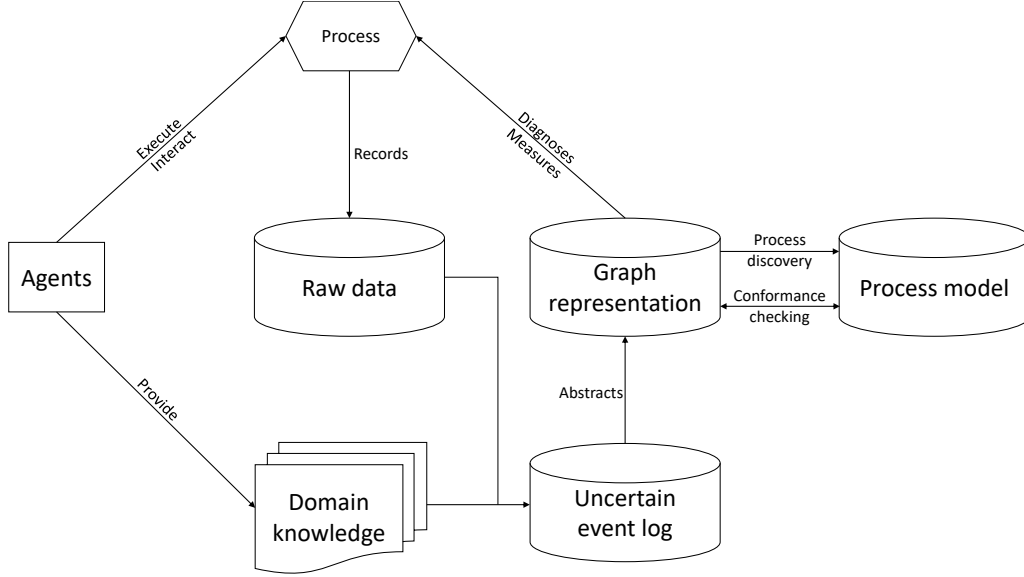 Process
Execute
Interact
Diagnoses
Measures
Records
Agents
Raw data
Graph
representation
Process
discovery
Conformance
checking
Process model
Provide
Abstracts
Domain
knowledge
Uncertain
event log